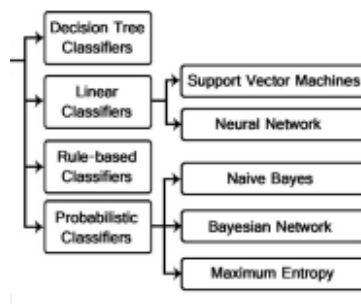 Decision Tree
Classifiers
Linear
Classifiers
Support Vector Machines
Neural Network
Rule-based
Classifiers
Probabilistic
Classifiers
Naive Bayes
Bayesian Network
Maximum Entropy